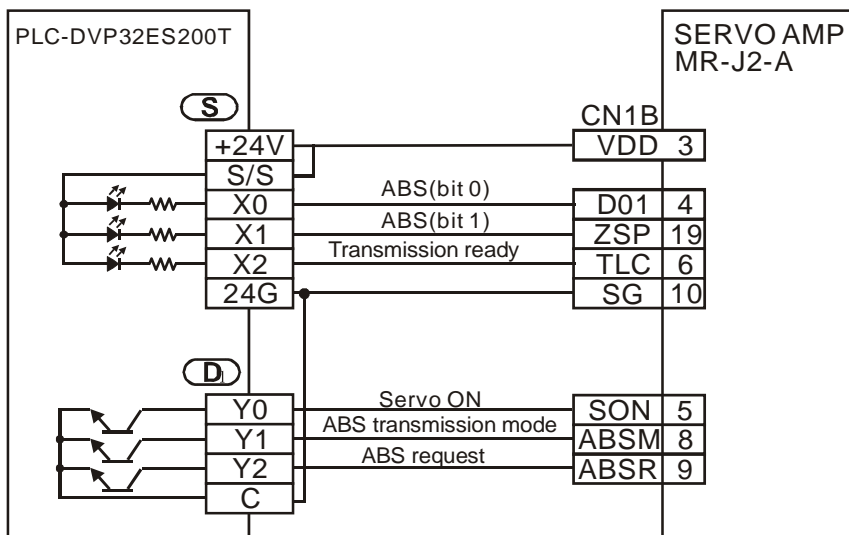 PLC-DVP32ES200T
SERVO AMP
MR-J2-A
S
CN1B
+24V
VDD 3
S/S
X0 ABS(bit 0) D01 4
X1 ABS(bit 1) ZSP 19
X2 Transmission ready TLC 6
24G SG 10
D
Y0 Servo ON SON 5
Y1 ABS transmission mode ABSM 8
Y2 ABS request ABSR 9
C